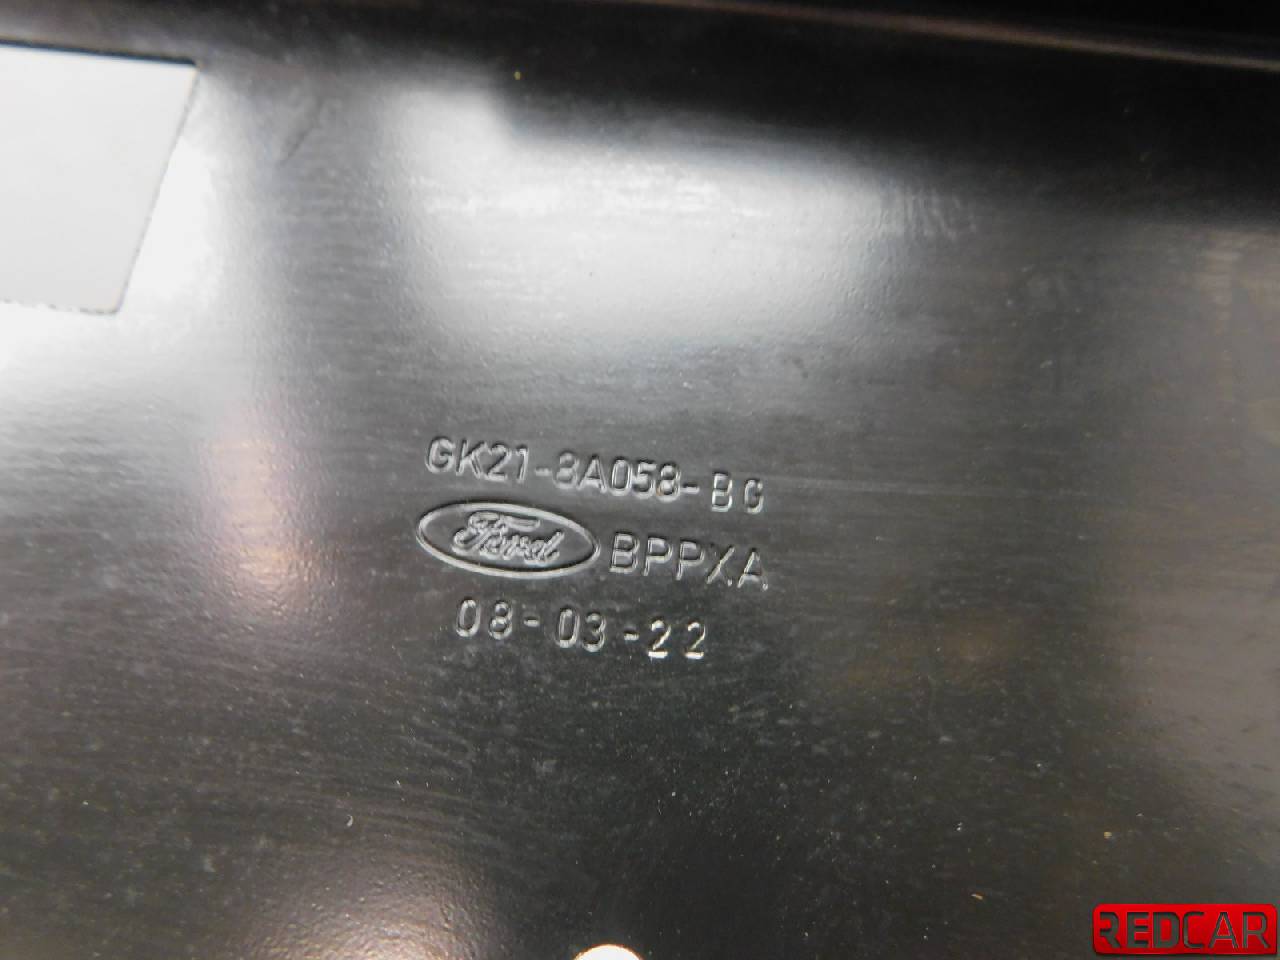 GK21-8A058-BG
Ford BPPXA
08-03-22
REDCAR